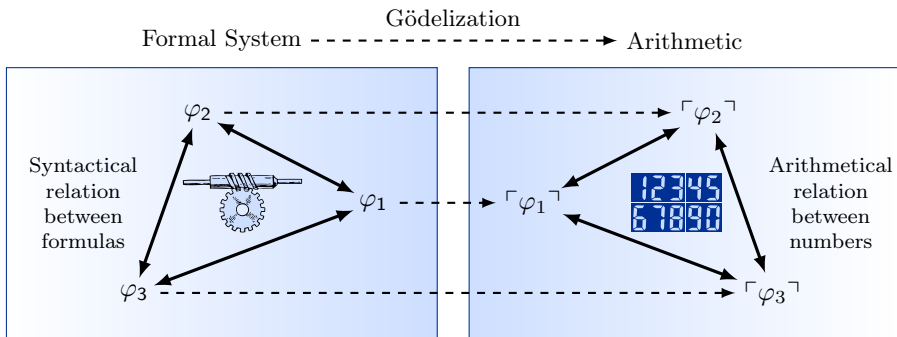 Gödelization
Formal System
Arithmetic
φ₂
⌜φ₂⌝
Syntactical
relation
between
formulas
φ₁
⌜φ₁⌝
12345
67890
Arithmetical
relation
between
numbers
φ₃
⌜φ₃⌝